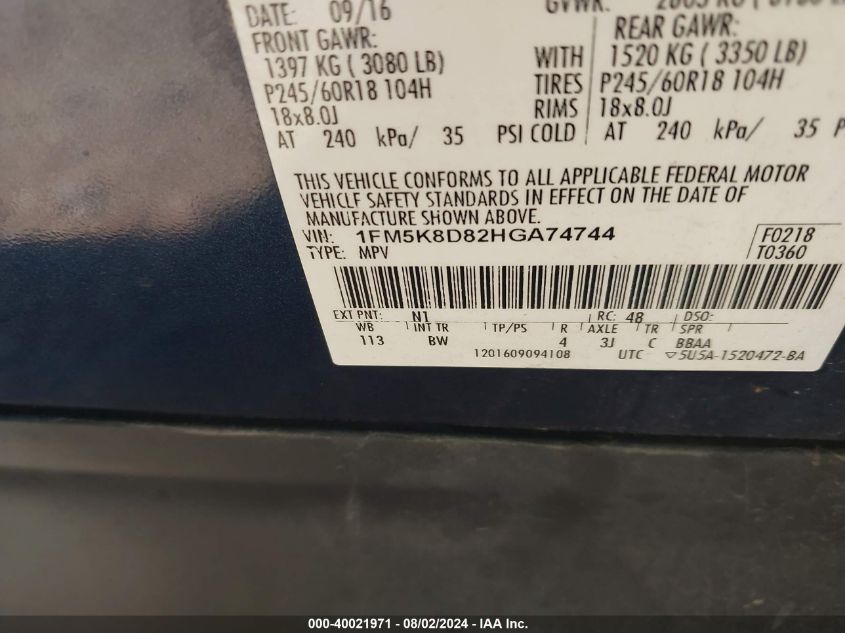 DATE: 09/16 GVWR:
FRONT GAWR: REAR GAWR:
1397 KG ( 3080 LB) WITH 1520 KG ( 3350 LB)
P245/60R18 104H TIRES P245/60R18 104H
18x8.0J RIMS 18x8.0J
AT 240 kPa/ 35 PSI COLD AT 240 kPa/ 35 P
THIS VEHICLE CONFORMS TO ALL APPLICABLE FEDERAL MOTOR
VEHICLE SAFETY STANDARDS IN EFFECT ON THE DATE OF
MANUFACTURE SHOWN ABOVE.
VIN: 1FM5K8D82HGA74744 F0218
TYPE: MPV T0360
EXT PNT: N1 RC: 48 DSO:
WB INT TR TP/PS R AXLE TR SPR
113 BW 4 3J C BBAA
1201609094108 UTC ▽5U5A-1520472-BA
000-40021971 - 08/02/2024 - IAAI Inc.